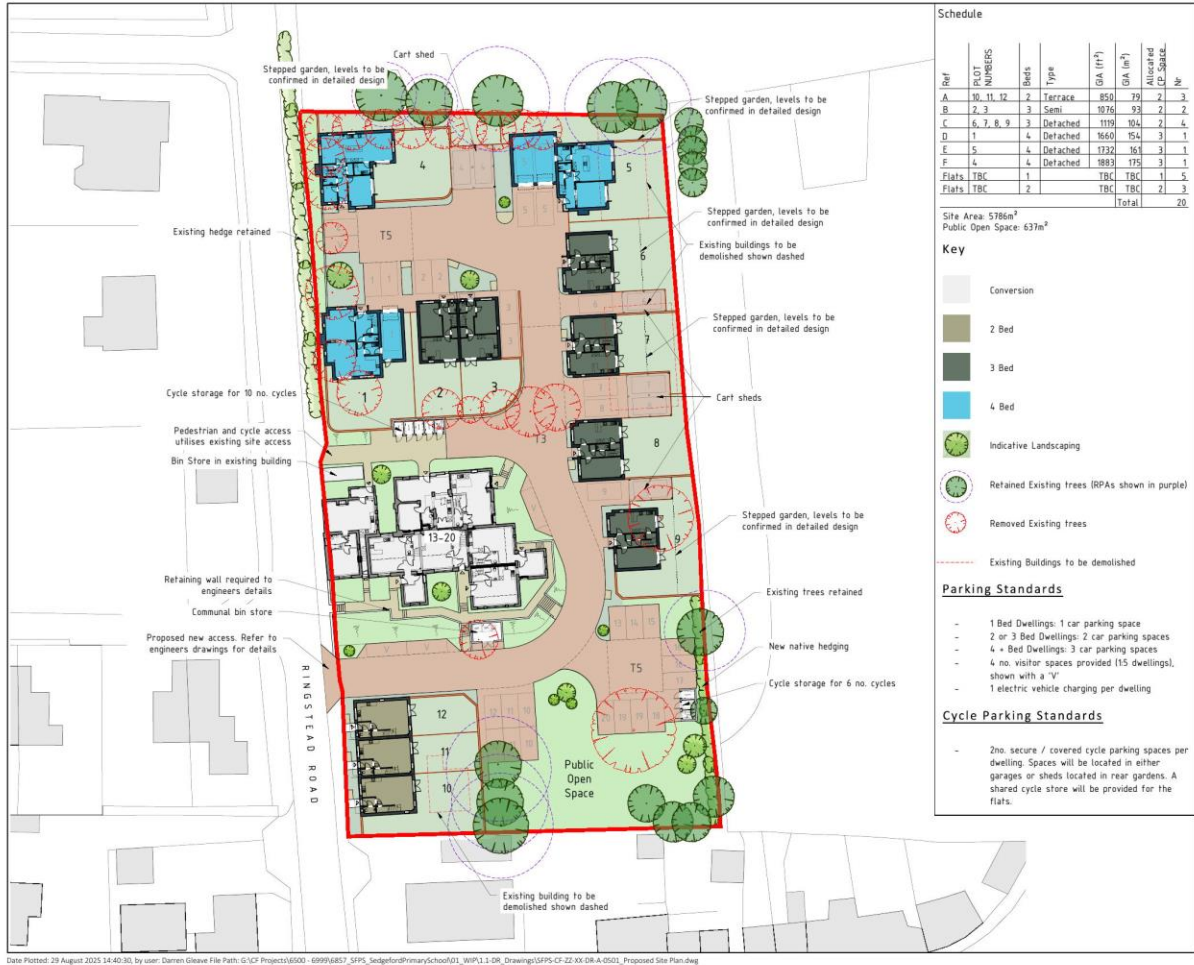 Cart shed
Stepped garden, levels to be
confirmed in detailed design
Stepped garden, levels to be
confirmed in detailed design
4
5
Existing hedge retained
T5
Stepped garden, levels to be
confirmed in detailed design
6
Existing buildings to be
demolished shown dashed
Stepped garden, levels to be
confirmed in detailed design
7
Cycle storage for 10 no. cycles
1
2
3
Cart sheds
Pedestrian and cycle access
utilises existing site access
T3
8
Bin Store in existing building
13-20
Stepped garden, levels to be
confirmed in detailed design
9
Retaining wall required to
engineers details
Communal bin store
Existing trees retained
Proposed new access. Refer to
engineers drawings for details
13 14 15
New native hedging
T5
Cycle storage for 6 no. cycles
RINGSTEAD ROAD
12
11
10
12 11 10
20 19 19 18
Public
Open
Space
Existing building to be
demolished shown dashed
Schedule
Ref PLOT NUMBERS Beds Type GIA (ft²) GIA (m²) Allocated CP Space Nr
A 10, 11, 12 2 Terrace 850 79 2 3
B 2, 3 3 Semi 1076 93 2 2
C 6, 7, 8, 9 3 Detached 1119 104 2 4
D 1 4 Detached 1660 154 3 1
E 5 4 Detached 1732 161 3 1
F 4 4 Detached 1883 175 3 1
Flats TBC 1 TBC TBC 1 5
Flats TBC 2 TBC TBC 2 3
Total 20
Site Area: 5786m²
Public Open Space: 637m²
Key
Conversion
2 Bed
3 Bed
4 Bed
Indicative Landscaping
Retained Existing trees (RPAs shown in purple)
Removed Existing trees
Existing Buildings to be demolished
Parking Standards
- 1 Bed Dwellings: 1 car parking space
- 2 or 3 Bed Dwellings: 2 car parking spaces
- 4 + Bed Dwellings: 3 car parking spaces
- 4 no. visitor spaces provided (15 dwellings),
shown with a 'V'
- 1 electric vehicle charging per dwelling
Cycle Parking Standards
- 2no. secure / covered cycle parking spaces per
dwelling. Spaces will be located in either
garages or sheds located in rear gardens. A
shared cycle store will be provided for the
flats.
Date Plotted: 29 August 2025 14:40:30, by user: Darren Gleave File Path: G:\CF Projects\6500 - 6999\6857_SFPS_SedgefordPrimarySchool\01_WIP\1.1-DR_Drawings\SFPS-CF-ZZ-XX-DR-A-0501_Proposed Site Plan.dwg